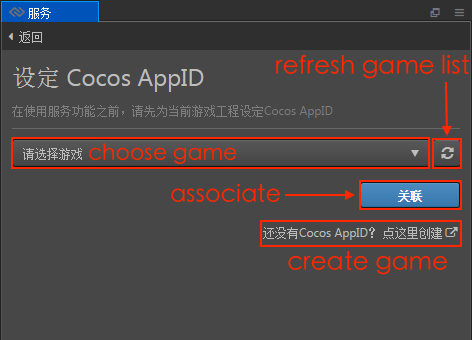 服务
返回
设定 Cocos AppID
refresh game list
在使用服务功能之前，请先为当前游戏工程设定Cocos AppID
请选择游戏 choose game
associate
关联
还没有Cocos AppID？点这里创建
create game